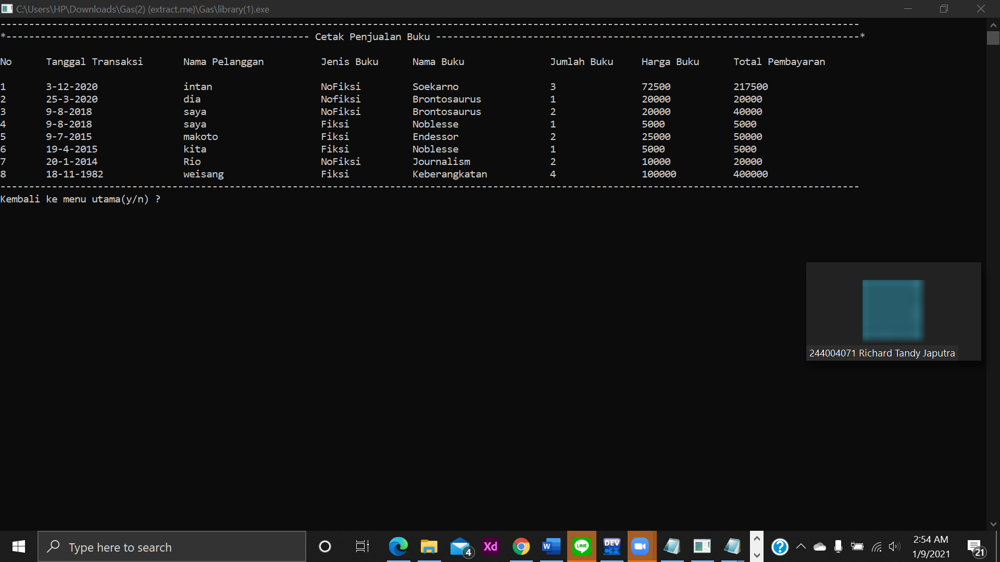 C:\Users\HP\Downloads\Gas(2) (extract.me)\Gas\library(1).exe
*----------------------------------------------------- Cetak Penjualan Buku --------------------------------------------------------------------------*
No Tanggal Transaksi Nama Pelanggan Jenis Buku Nama Buku Jumlah Buku Harga Buku Total Pembayaran
1 3-12-2020 intan NoFiksi Soekarno 3 72500 217500
2 25-3-2020 dia Nofiksi Brontosaurus 1 20000 20000
3 9-8-2018 saya NoFiksi Brontosaurus 2 20000 40000
4 9-8-2018 saya Fiksi Noblesse 1 5000 5000
5 9-7-2015 makoto Fiksi Endessor 2 25000 50000
6 19-4-2015 kita Fiksi Noblesse 1 5000 5000
7 20-1-2014 Rio NoFiksi Journalism 2 10000 20000
8 18-11-1982 weisang Fiksi Keberangkatan 4 100000 400000
Kembali ke menu utama(y/n) ?
244004071 Richard Tandy Japutra
Type here to search
4
Xd
W
LINE
DEV
C++
?
2:54 AM
1/9/2021
21